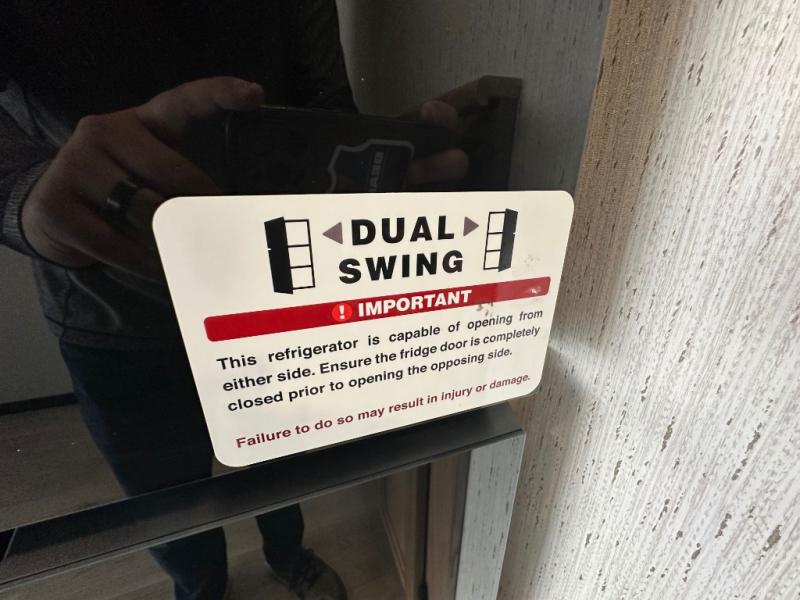 DUAL
SWING
! IMPORTANT
This refrigerator is capable of opening from
either side. Ensure the fridge door is completely
closed prior to opening the opposing side.
Failure to do so may result in injury or damage.